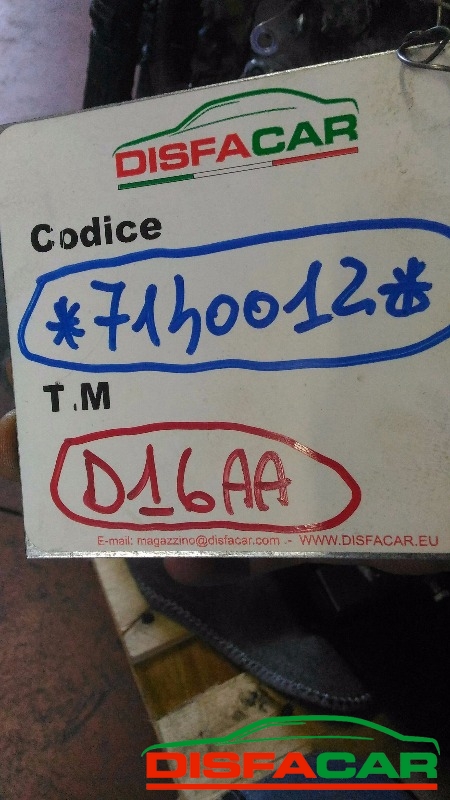 DISFACAR
Codice
*7140012*
T.M
D16AA
E-mail: magazzino@disfacar.com .- WWW.DISFACAR.EU
DISFACAR